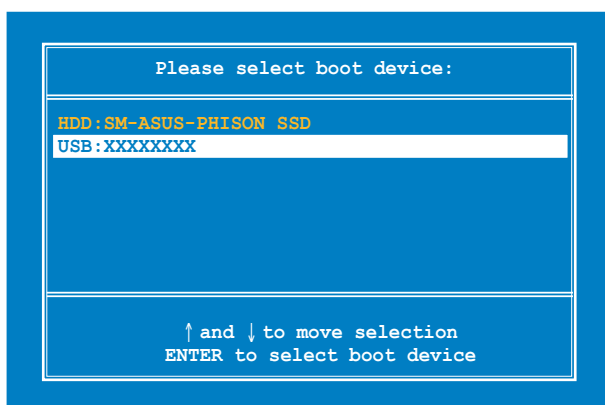 Please select boot device:
HDD:SM-ASUS-PHISON SSD
USB:XXXXXXXX
↑ and ↓ to move selection
ENTER to select boot device